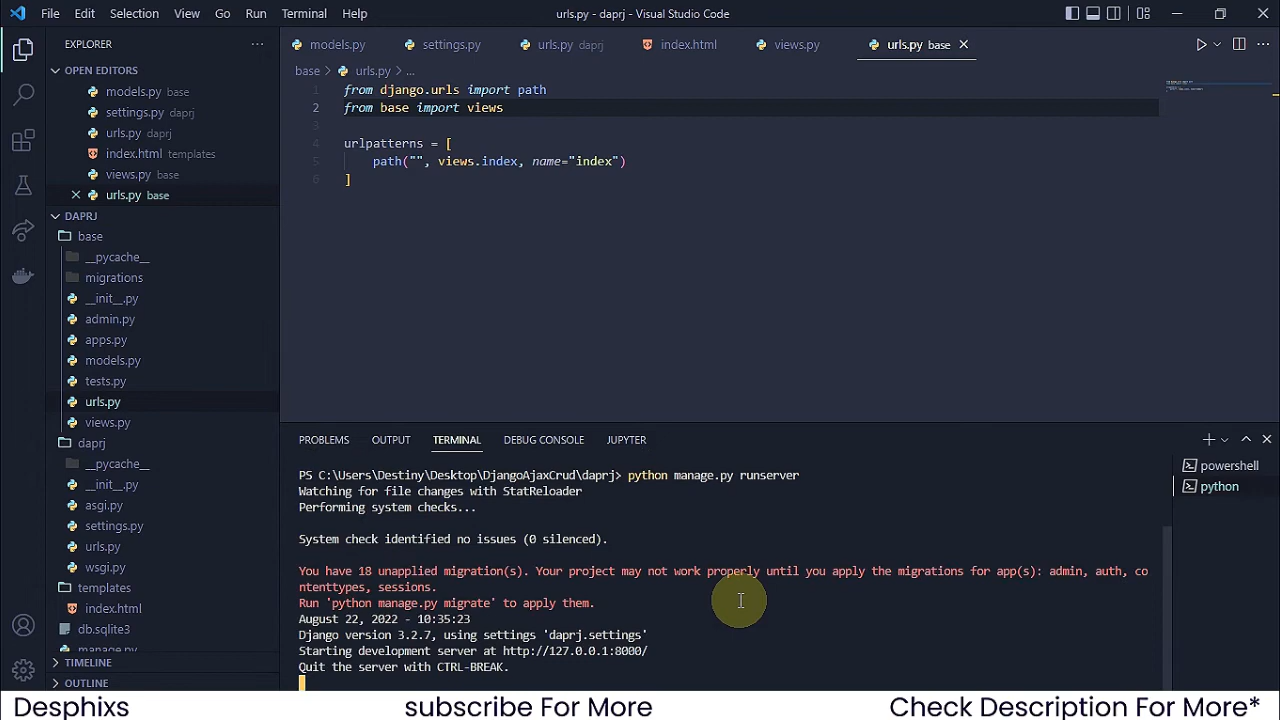 File Edit Selection View Go Run Terminal Help urls.py - daprj - Visual Studio Code
EXPLORER
models.py settings.py urls.py daprj index.html views.py urls.py base
OPEN EDITORS
models.py base
settings.py daprj
urls.py daprj
index.html templates
views.py base
urls.py base
DAPRJ
base
__pycache__
migrations
__init__.py
admin.py
apps.py
models.py
tests.py
urls.py
views.py
daprj
__pycache__
__init__.py
asgi.py
settings.py
urls.py
wsgi.py
templates
index.html
db.sqlite3
manage.py
TIMELINE
OUTLINE
base > urls.py > ...
1 from django.urls import path
2 from base import views
3
4 urlpatterns = [
5 path("", views.index, name="index")
6 ]
PROBLEMS OUTPUT TERMINAL DEBUG CONSOLE JUPYTER
powershell
python
PS C:\Users\Destiny\Desktop\DjangoAjaxCrud\daprj> python manage.py runserver
Watching for file changes with StatReloader
Performing system checks...
System check identified no issues (0 silenced).
You have 18 unapplied migration(s). Your project may not work properly until you apply the migrations for app(s): admin, auth, co
ntenttypes, sessions.
Run 'python manage.py migrate' to apply them.
August 22, 2022 - 10:35:23
Django version 3.2.7, using settings 'daprj.settings'
Starting development server at http://127.0.0.1:8000/
Quit the server with CTRL-BREAK.
Desphixs subscribe For More Check Description For More*